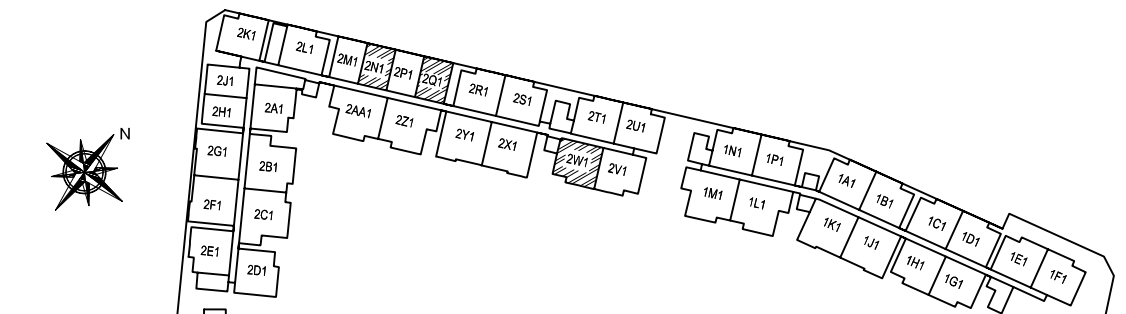 2K1
2L1
2M1
2N1
2P1
2Q1
2R1
2S1
2T1
2U1
2J1
2H1
2A1
2AA1
2Z1
2Y1
2X1
2W1
2V1
N
2G1
2B1
2F1
2C1
2E1
2D1
1N1
1P1
1A1
1B1
1C1
1D1
1E1
1F1
1M1
1L1
1K1
1J1
1H1
1G1